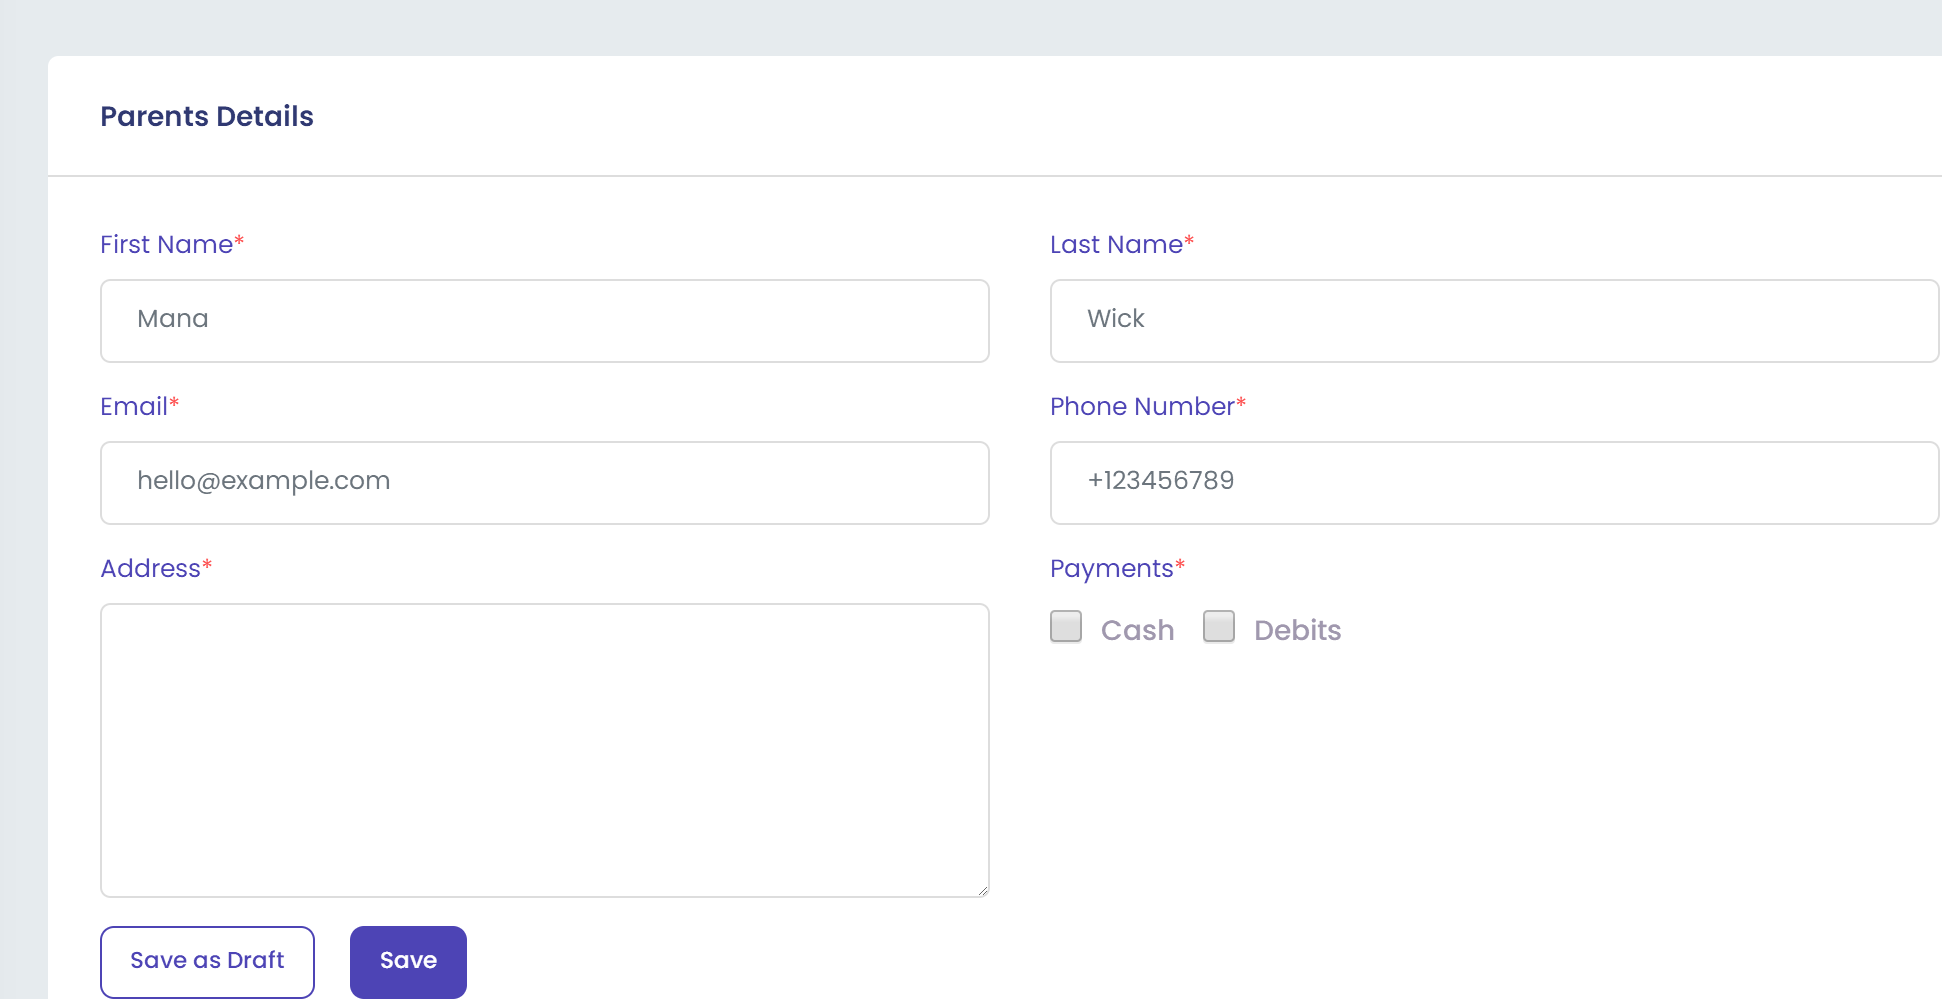 Parents Details
First Name*
Last Name*
Mana
Wick
Email*
Phone Number*
hello@example.com
+123456789
Address*
Payments*
Cash
Debits
Save as Draft
Save